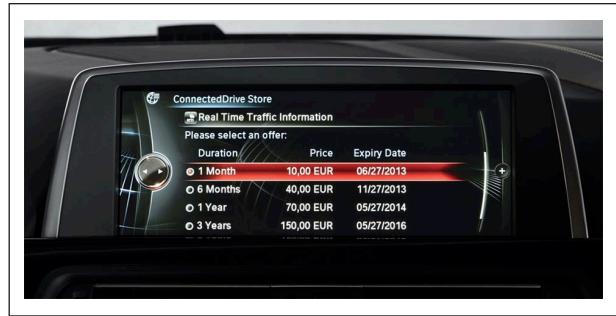 ConnectedDrive Store
Real Time Traffic Information
Please select an offer:
Duration Price Expiry Date
1 Month 10,00 EUR 06/27/2013
6 Months 40,00 EUR 11/27/2013
1 Year 70,00 EUR 05/27/2014
3 Years 150,00 EUR 05/27/2016